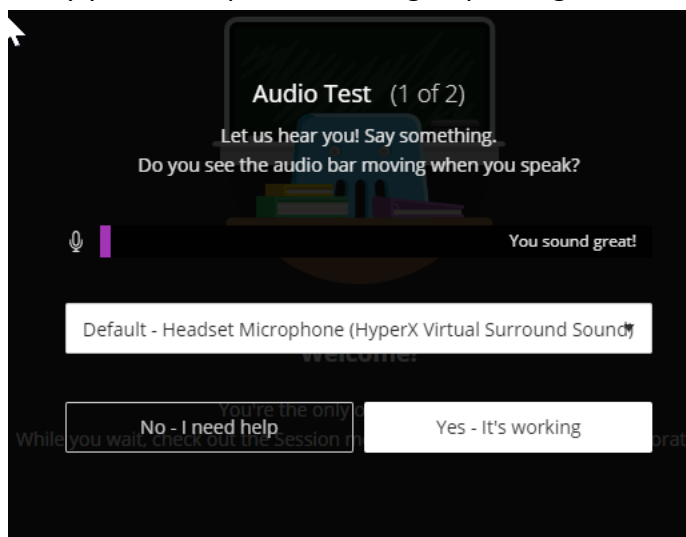 Audio Test (1 of 2)
Let us hear you! Say something.
Do you see the audio bar moving when you speak?
You sound great!
Default - Headset Microphone (HyperX Virtual Surround Sound)
Welcome!
You're the only o
No - I need help
Yes - It's working
While you wait, check out the Session m
orat